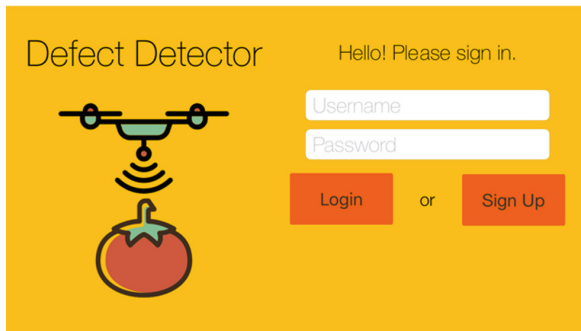 Defect Detector
Hello! Please sign in.
Username
Password
Login
or
Sign Up